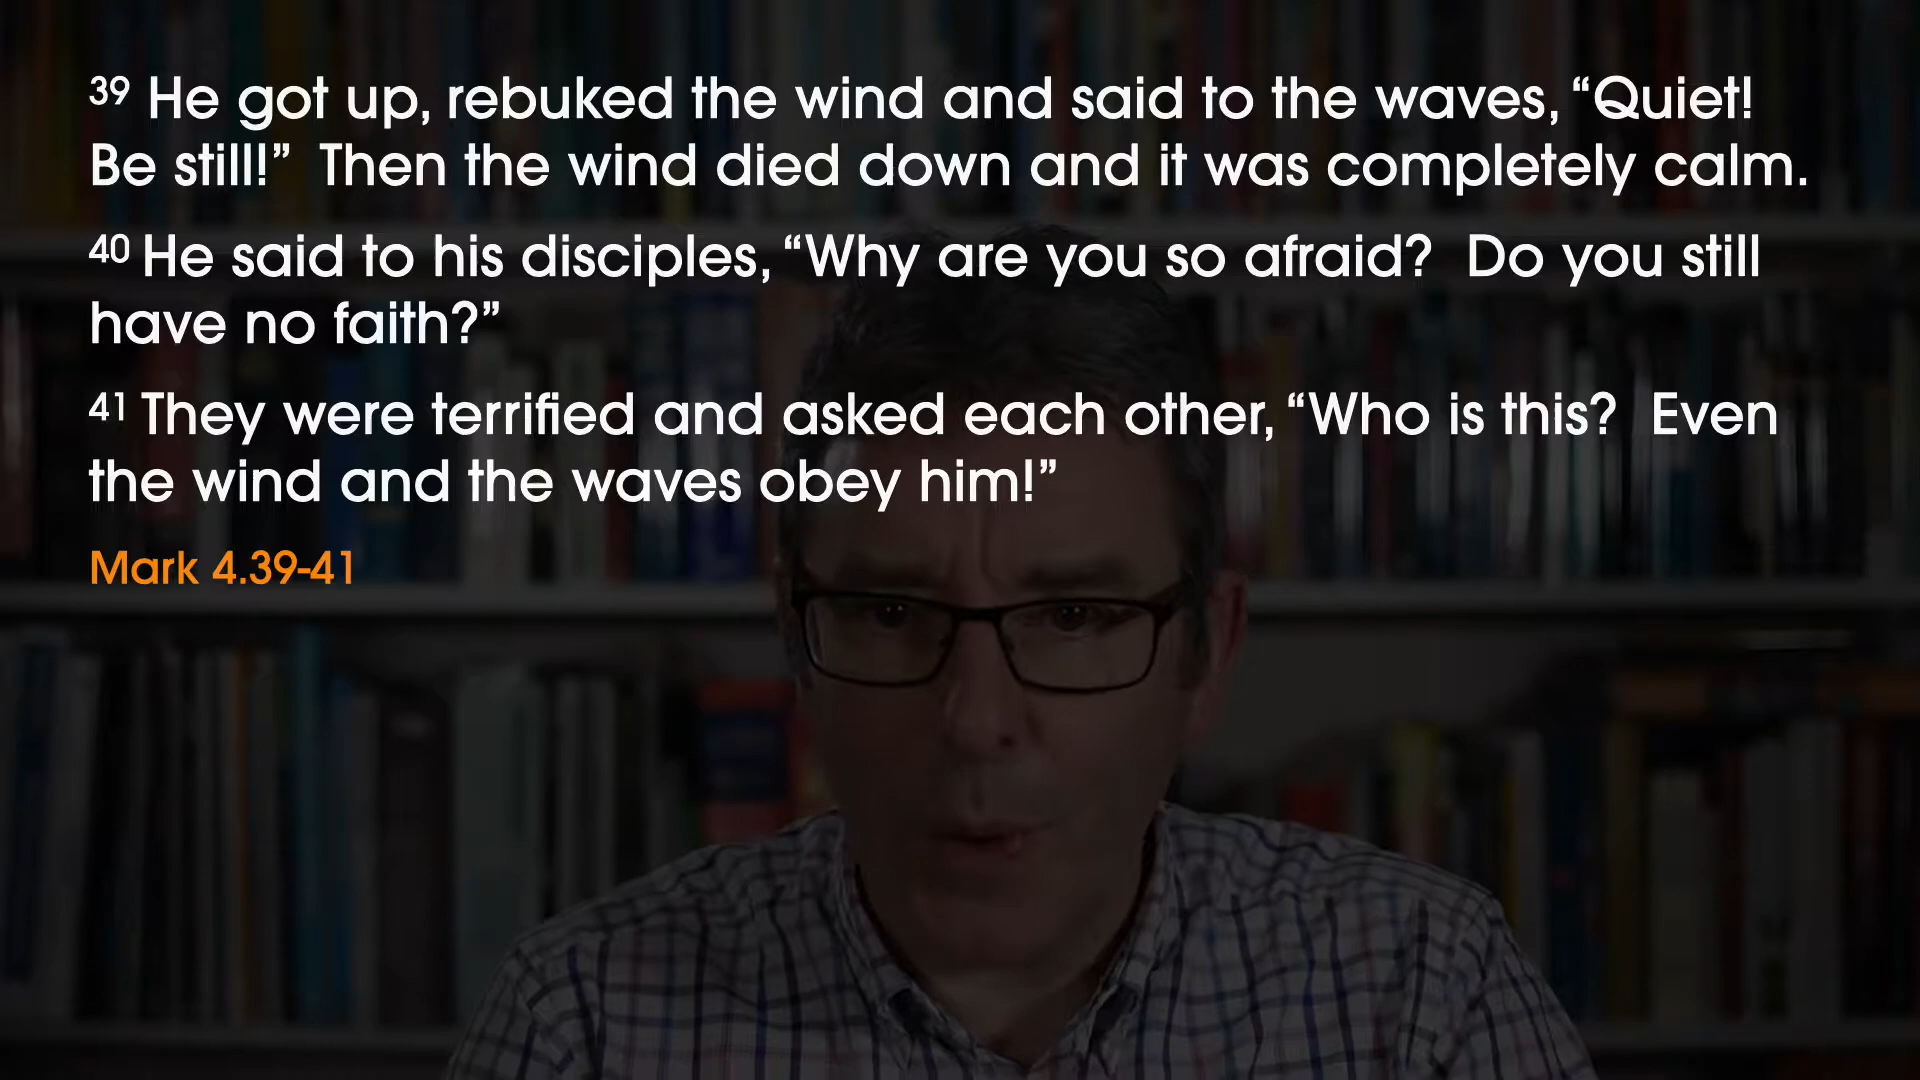 39 He got up, rebuked the wind and said to the waves, “Quiet!
Be still!”  Then the wind died down and it was completely calm.
40 He said to his disciples, “Why are you so afraid?  Do you still
have no faith?”
41 They were terrified and asked each other, “Who is this?  Even
the wind and the waves obey him!”
Mark 4.39-41